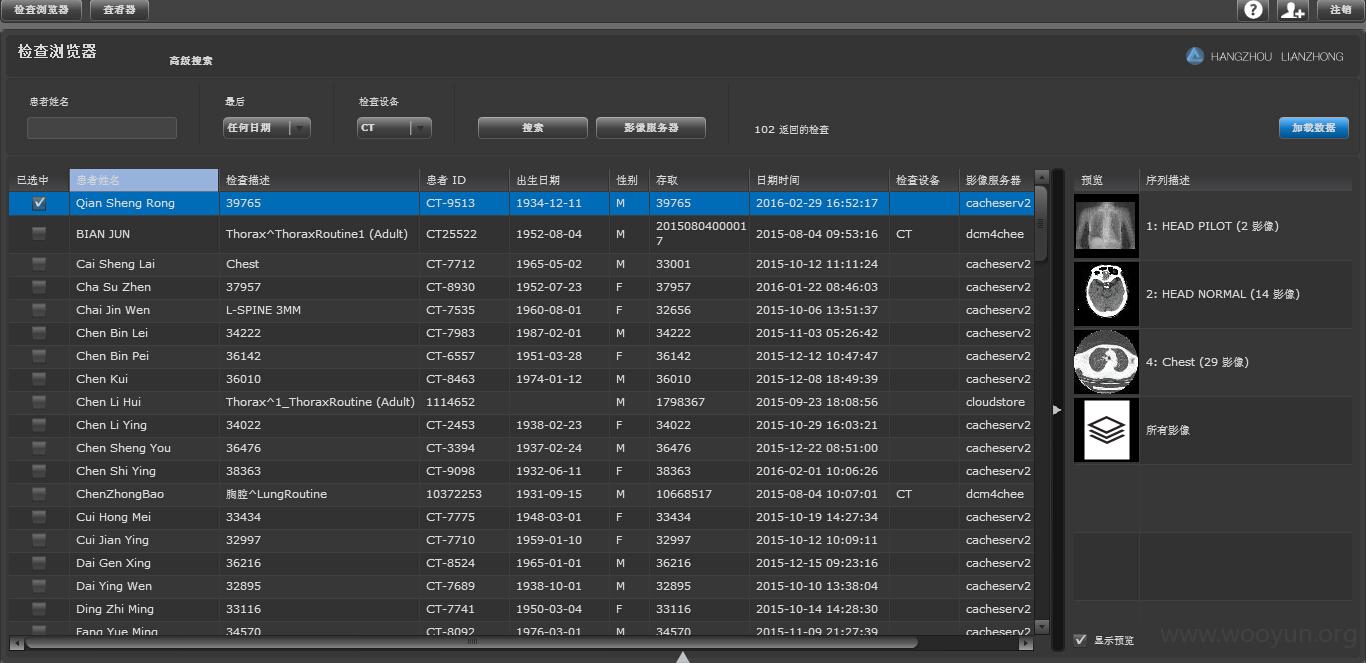 检查浏览器 查看器 ? 注销
检查浏览器 高级搜索 HANGZHOU LIANZHONG
患者姓名 最后 检查设备
任何日期 CT 搜索 影像服务器 102 返回的检查 加载数据
已选中 患者姓名 检查描述 患者 ID 出生日期 性别 存取 日期时间 检查设备 影像服务器
Qian Sheng Rong 39765 CT-9513 1934-12-11 M 39765 2016-02-29 16:52:17 cacheserv2
BIAN JUN Thorax^ThoraxRoutine1 (Adult) CT25522 1952-08-04 M 20150804000017 2015-08-04 09:53:16 CT dcm4chee
Cai Sheng Lai Chest CT-7712 1965-05-02 M 33001 2015-10-12 11:11:24 cacheserv2
Cha Su Zhen 37957 CT-8930 1952-07-23 F 37957 2016-01-22 08:46:03 cacheserv2
Chai Jin Wen L-SPINE 3MM CT-7535 1960-08-01 F 32656 2015-10-06 13:51:37 cacheserv2
Chen Bin Lei 34222 CT-7983 1987-02-01 M 34222 2015-11-03 05:26:42 cacheserv2
Chen Bin Pei 36142 CT-6557 1951-03-28 F 36142 2015-12-12 10:47:47 cacheserv2
Chen Kui 36010 CT-8463 1974-01-12 M 36010 2015-12-08 18:49:39 cacheserv2
Chen Li Hui Thorax^1_ThoraxRoutine (Adult) 1114652 M 1798367 2015-09-23 18:08:56 cloudstore
Chen Li Ying 34022 CT-2453 1938-02-23 F 34022 2015-10-29 16:03:21 cacheserv2
Chen Sheng You 36476 CT-3394 1937-02-24 M 36476 2015-12-22 08:51:00 cacheserv2
Chen Shi Ying 38363 CT-9098 1932-06-11 F 38363 2016-02-01 10:06:26 cacheserv2
ChenZhongBao 胸腔^LungRoutine 10372253 1931-09-15 M 10668517 2015-08-04 10:07:01 CT dcm4chee
Cui Hong Mei 33434 CT-7775 1948-03-01 F 33434 2015-10-19 14:27:34 cacheserv2
Cui Jian Ying 32997 CT-7710 1959-01-10 F 32997 2015-10-12 10:09:11 cacheserv2
Dai Gen Xing 36216 CT-8524 1965-01-01 M 36216 2015-12-15 09:23:16 cacheserv2
Dai Ying Wen 32895 CT-7689 1938-10-01 M 32895 2015-10-10 13:38:04 cacheserv2
Ding Zhi Ming 33116 CT-7741 1950-03-04 F 33116 2015-10-14 14:28:30 cacheserv2
Fang Yue Ming 34570 CT-8092 1976-03-01 M 34570 2015-11-09 21:27:39 cacheserv2
预览 序列描述
1: HEAD PILOT (2 影像)
2: HEAD NORMAL (14 影像)
4: Chest (29 影像)
所有影像
显示预览
www.wooyun.org